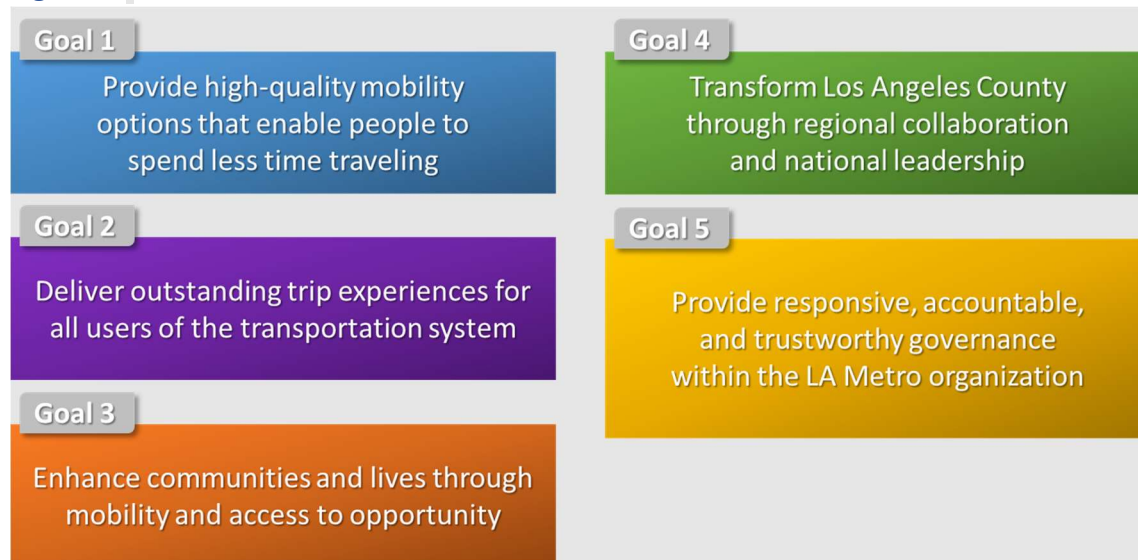 Goal 1
Provide high-quality mobility
options that enable people to
spend less time traveling
Goal 2
Deliver outstanding trip experiences for
all users of the transportation system
Goal 3
Enhance communities and lives through
mobility and access to opportunity
Goal 4
Transform Los Angeles County
through regional collaboration
and national leadership
Goal 5
Provide responsive, accountable,
and trustworthy governance
within the LA Metro organization